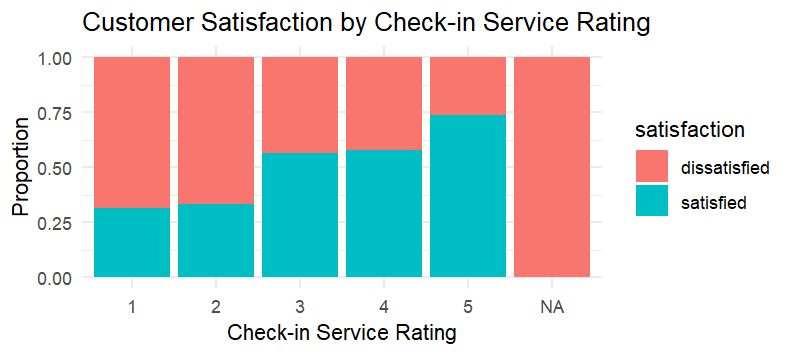 Customer Satisfaction by Check-in Service Rating
1.00
0.75
0.50
0.25
0.00
Proportion
1 2 3 4 5 NA
Check-in Service Rating
satisfaction
dissatisfied
satisfied